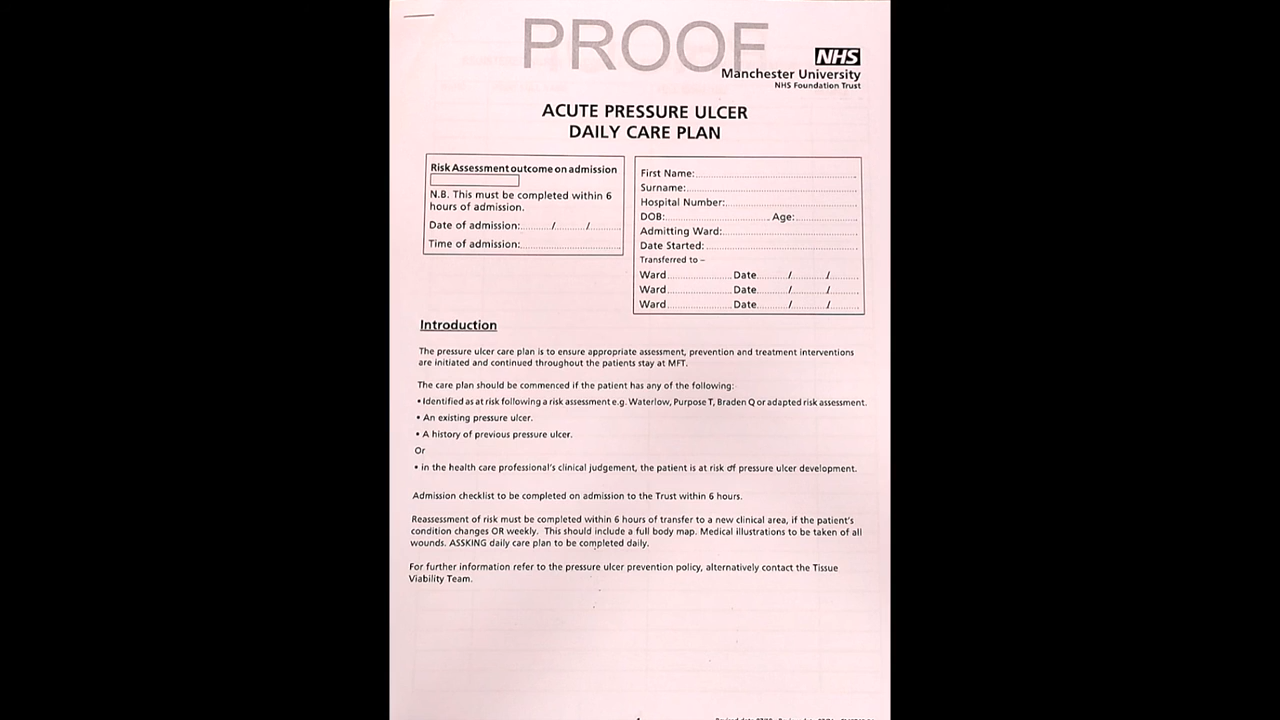 PROOF
NHS
Manchester University
NHS Foundation Trust
ACUTE PRESSURE ULCER
DAILY CARE PLAN
Risk Assessment outcome on admission
N.B. This must be completed within 6
hours of admission.
Date of admission:........../........../..........
Time of admission:..............................
First Name:..............................
Surname:..............................
Hospital Number:..............................
DOB:.............................. Age:....................
Admitting Ward:..............................
Date Started:..............................
Transferred to –
Ward.................... Date........../........../..........
Ward.................... Date........../........../..........
Ward.................... Date........../........../..........
Introduction
The pressure ulcer care plan is to ensure appropriate assessment, prevention and treatment interventions
are initiated and continued throughout the patients stay at MFT.
The care plan should be commenced if the patient has any of the following:
• Identified as at risk following a risk assessment e.g. Waterlow, Purpose T, Braden Q or adapted risk assessment.
• An existing pressure ulcer.
• A history of previous pressure ulcer.
Or
• in the health care professional's clinical judgement, the patient is at risk of pressure ulcer development.
Admission checklist to be completed on admission to the Trust within 6 hours.
Reassessment of risk must be completed within 6 hours of transfer to a new clinical area, if the patient's
condition changes OR weekly. This should include a full body map. Medical illustrations to be taken of all
wounds. ASSKING daily care plan to be completed daily.
For further information refer to the pressure ulcer prevention policy, alternatively contact the Tissue
Viability Team.